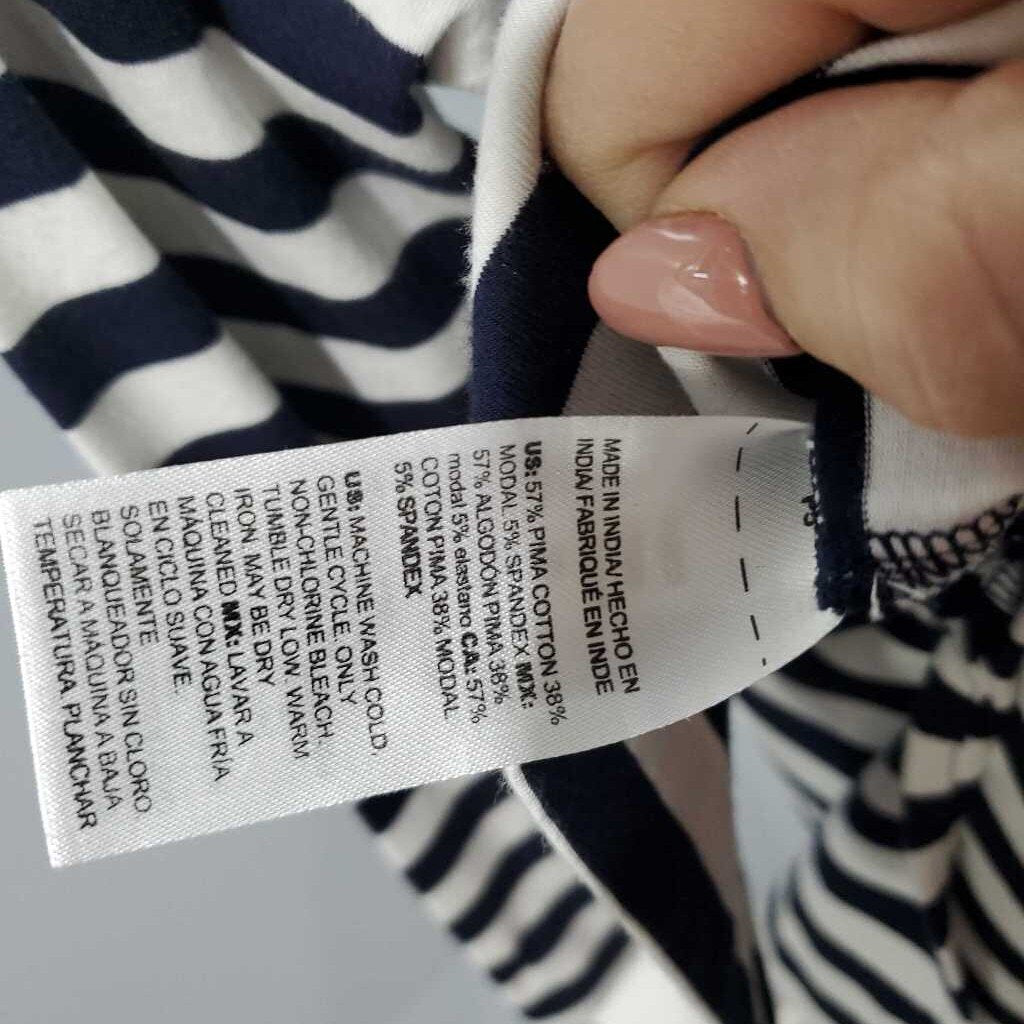 MADE IN INDIA/ HECHO EN
INDIA/ FABRIQUÉ EN INDE
US: 57% PIMA COTTON 38%
MODAL 5% SPANDEX MX:
57% ALGODÓN PIMA 38%
modal 5% elastano CA: 57%
COTON PIMA 38% MODAL
5% SPANDEX
US: MACHINE WASH COLD,
GENTLE CYCLE. ONLY
NON-CHLORINE BLEACH.
TUMBLE DRY LOW. WARM
IRON. MAY BE DRY
CLEANED MX: LAVAR A
MÁQUINA CON AGUA FRÍA
EN CICLO SUAVE.
SOLAMENTE
BLANQUEADOR SIN CLORO
SECAR A MÁQUINA A BAJA
TEMPERATURA. PLANCHAR